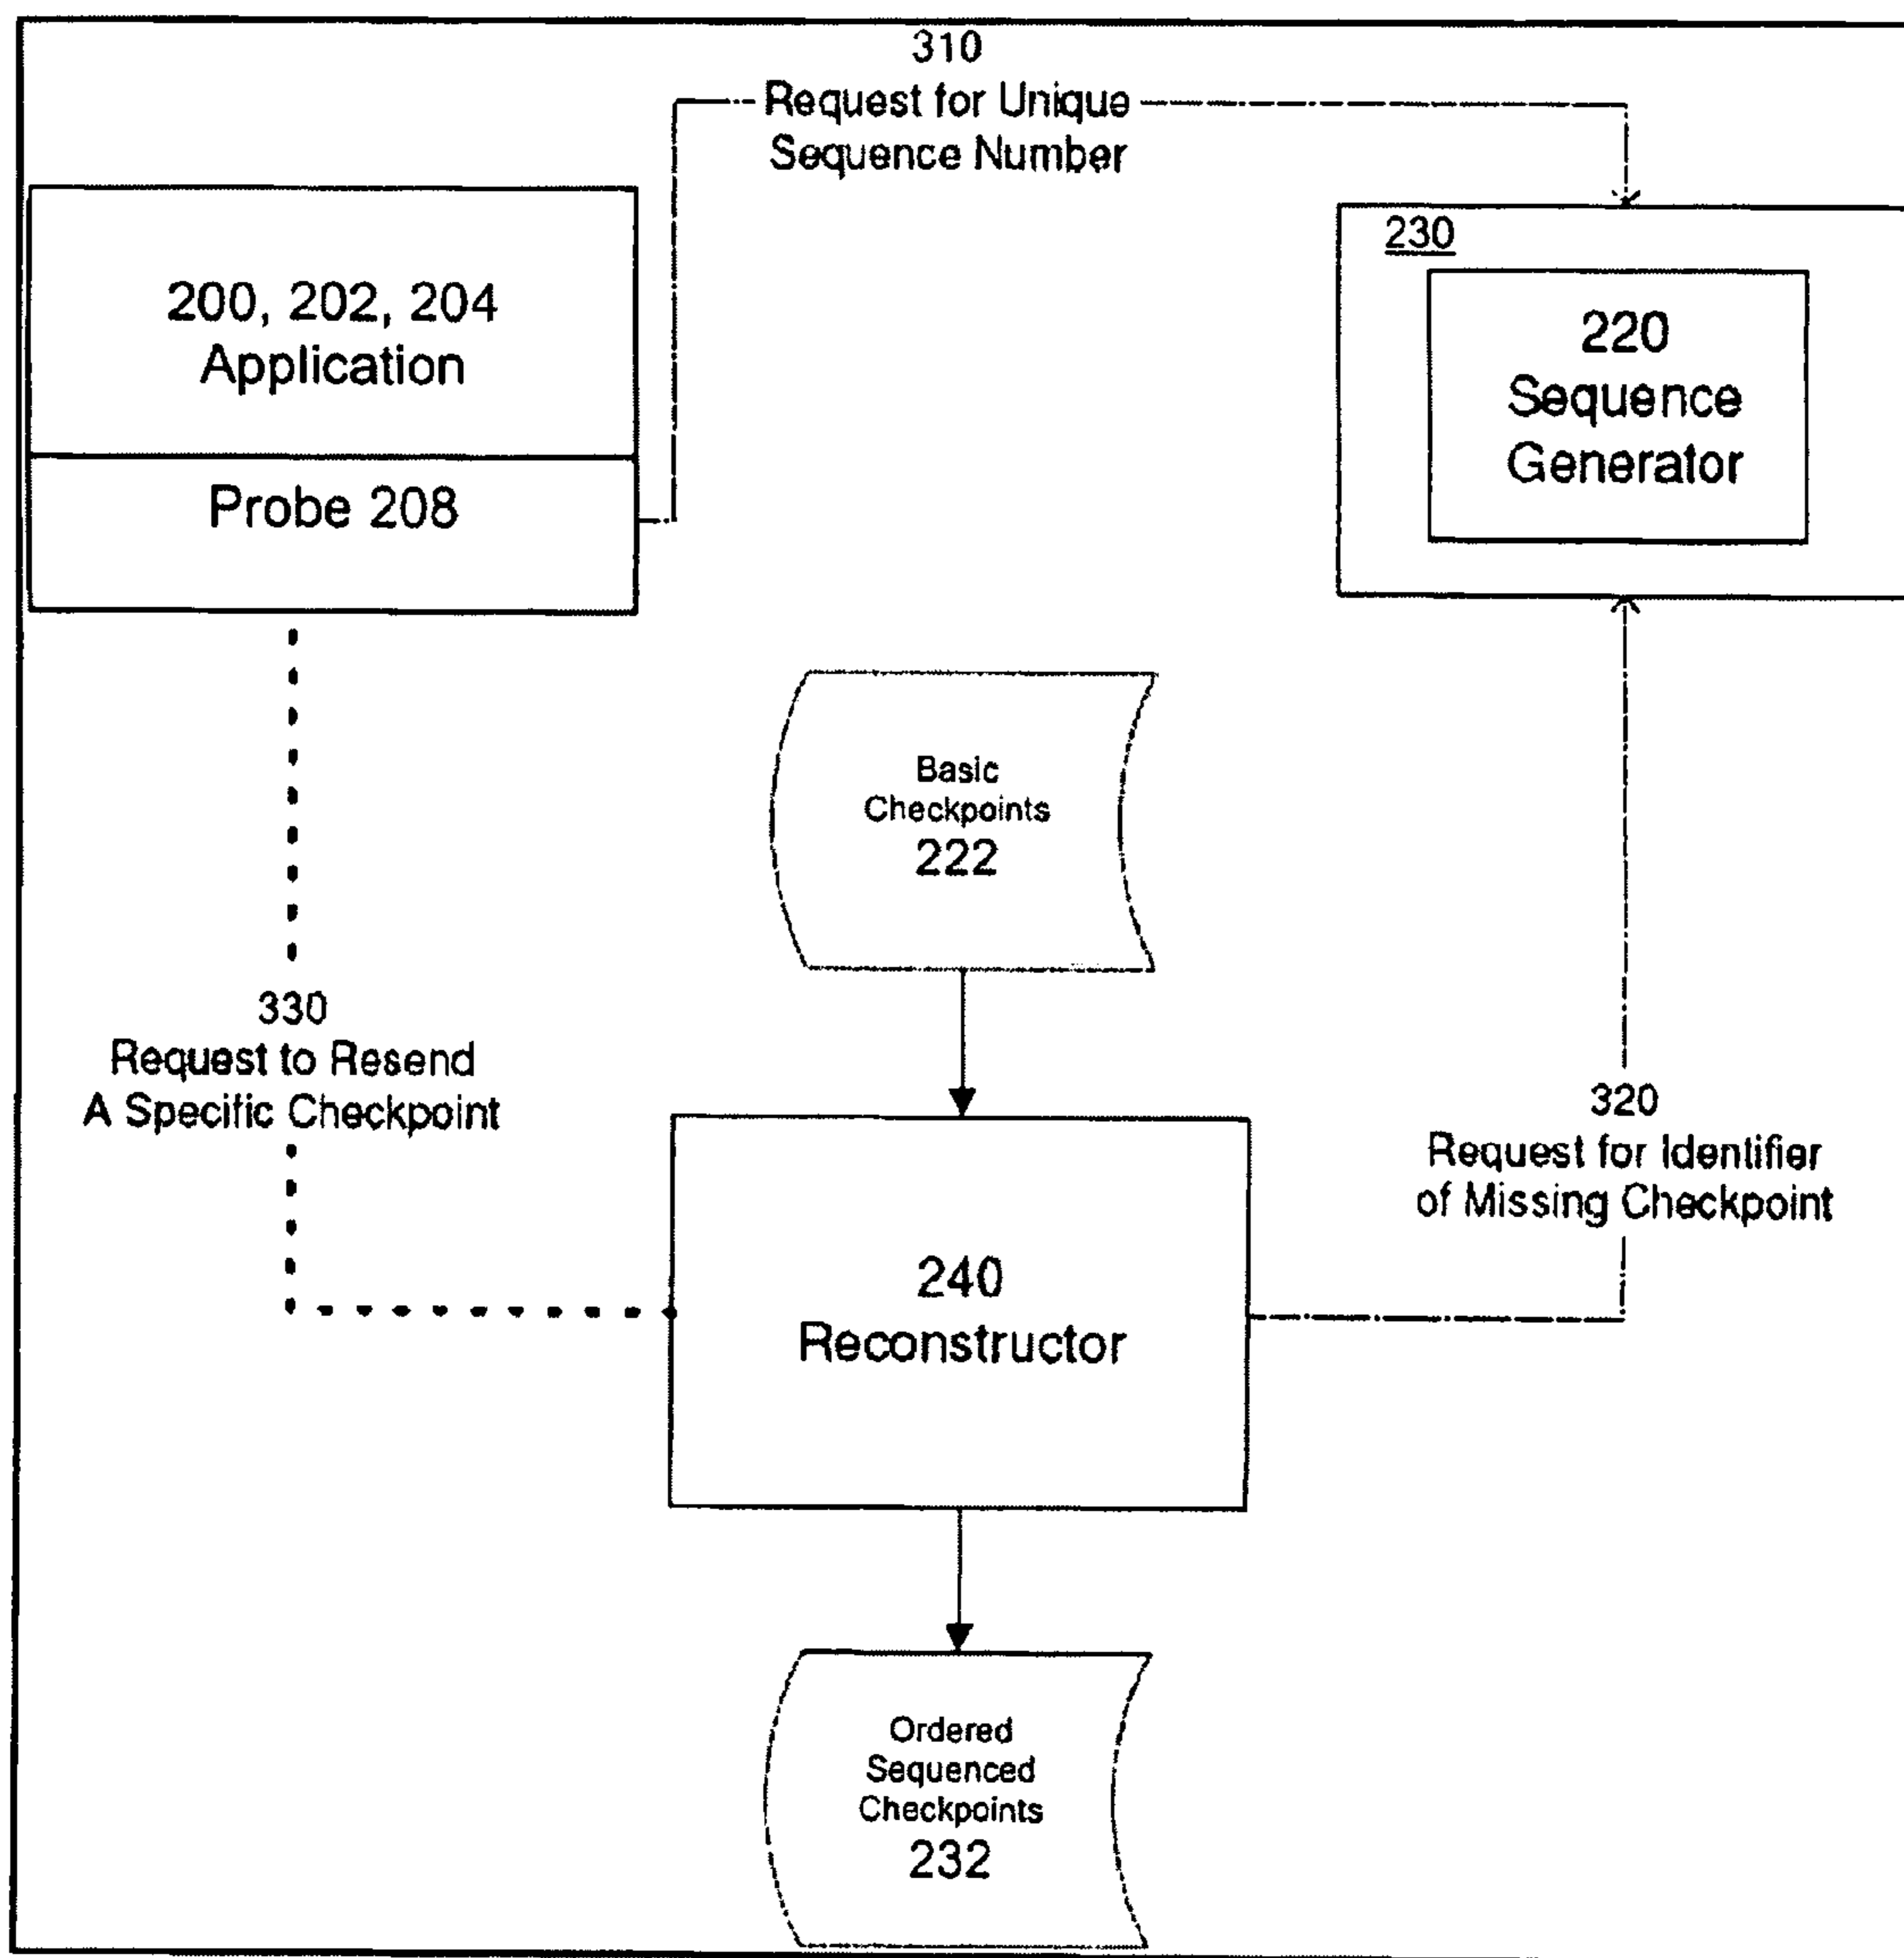 310
Request for Unique
Sequence Number
200, 202, 204
Application
Probe 208
230
220
Sequence
Generator
Basic
Checkpoints
222
330
Request to Resend
A Specific Checkpoint
320
Request for Identifier
of Missing Checkpoint
240
Reconstructor
Ordered
Sequenced
Checkpoints
232